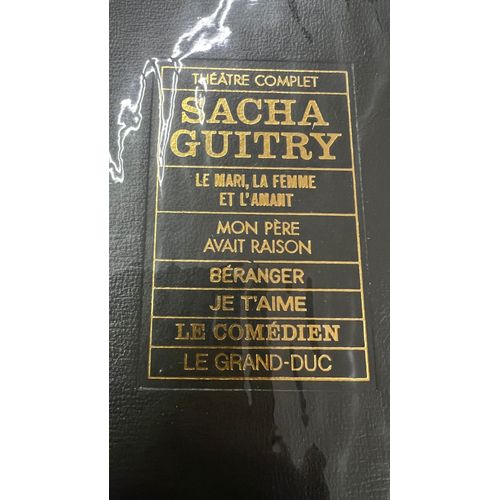 THÉÂTRE COMPLET
SACHA
GUITRY
LE MARI, LA FEMME
ET L'AMANT
MON PÈRE
AVAIT RAISON
BÉRANGER
JE T'AIME
LE COMÉDIEN
LE GRAND-DUC